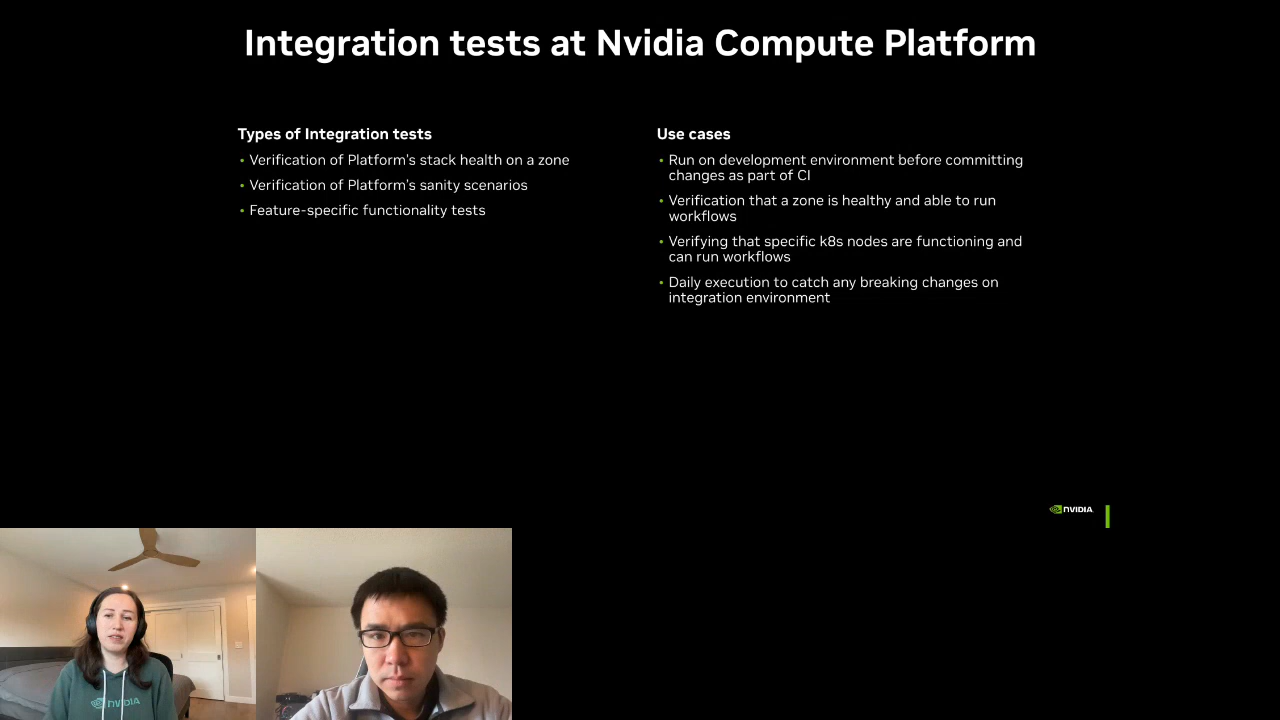 Integration tests at Nvidia Compute Platform
Types of Integration tests
• Verification of Platform's stack health on a zone
• Verification of Platform's sanity scenarios
• Feature-specific functionality tests
Use cases
• Run on development environment before committing
changes as part of CI
• Verification that a zone is healthy and able to run
workflows
• Verifying that specific k8s nodes are functioning and
can run workflows
• Daily execution to catch any breaking changes on
integration environment
NVIDIA
NVIDIA